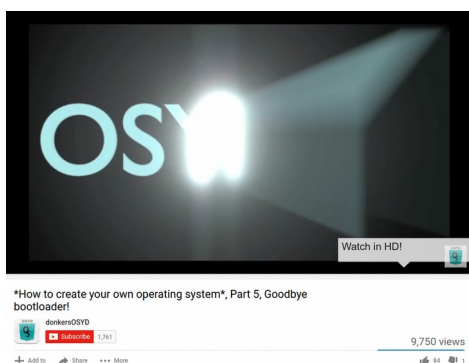 OSY
Watch in HD!
*How to create your own operating system*, Part 5, Goodbye
bootloader!
donkersOSYD
Subscribe 1,761
9,750 views
Add to Share More
84 1